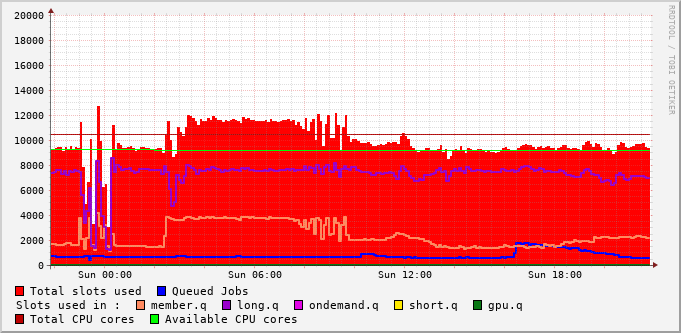 20000
18000
16000
14000
12000
10000
8000
6000
4000
2000
0
Sun 00:00 Sun 06:00 Sun 12:00 Sun 18:00
Total slots used Queued Jobs
Slots used in : member.q long.q ondemand.q short.q gpu.q
Total CPU cores Available CPU cores
RRDTOOL / TOBI OETIKER